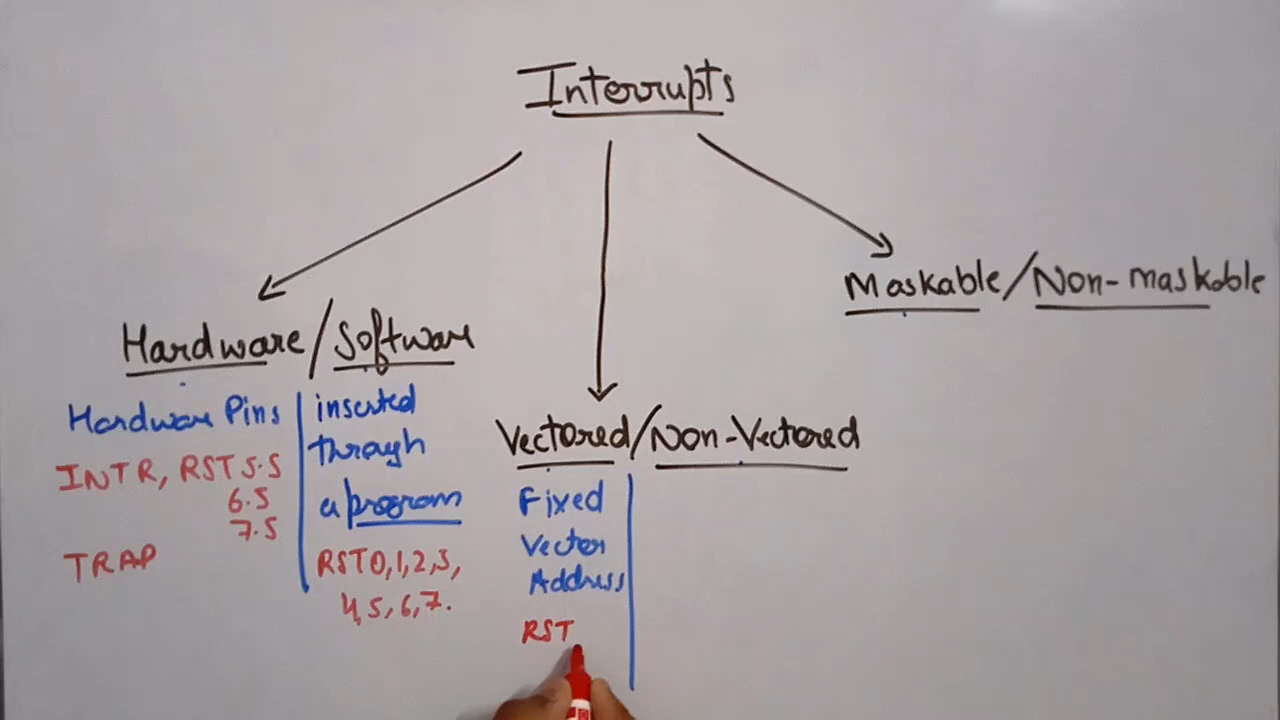 Interrupts
Hardware/Software
Hardware Pins
INTR, RST 5.5
6.5
7.5
TRAP
inserted
through
a program
RST 0,1,2,3,
4,5,6,7.
Vectored/Non-Vectored
Fixed
Vector
Address
RST
Maskable/Non-maskable